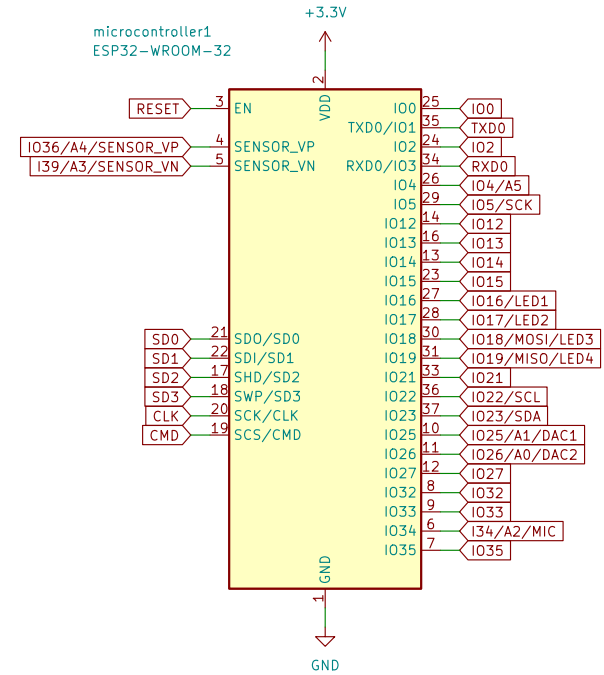 +3.3V
microcontroller1
ESP32-WROOM-32
2
VDD
RESET 3 EN
IO36/A4/SENSOR_VP 4 SENSOR_VP
I39/A3/SENSOR_VN 5 SENSOR_VN
SD0 21 SDO/SD0
SD1 22 SDI/SD1
SD2 17 SHD/SD2
SD3 18 SWP/SD3
CLK 20 SCK/CLK
CMD 19 SCS/CMD
IO0 25 IO0
TXD0/IO1 35 TXD0
IO2 24 IO2
RXD0/IO3 34 RXD0
IO4 26 IO4/A5
IO5 29 IO5/SCK
IO12 14 IO12
IO13 16 IO13
IO14 13 IO14
IO15 23 IO15
IO16 27 IO16/LED1
IO17 28 IO17/LED2
IO18 30 IO18/MOSI/LED3
IO19 31 IO19/MISO/LED4
IO21 33 IO21
IO22 36 IO22/SCL
IO23 37 IO23/SDA
IO25 10 IO25/A1/DAC1
IO26 11 IO26/A0/DAC2
IO27 12 IO27
IO32 8 IO32
IO33 9 IO33
IO34 6 I34/A2/MIC
IO35 7 IO35
GND
1
GND